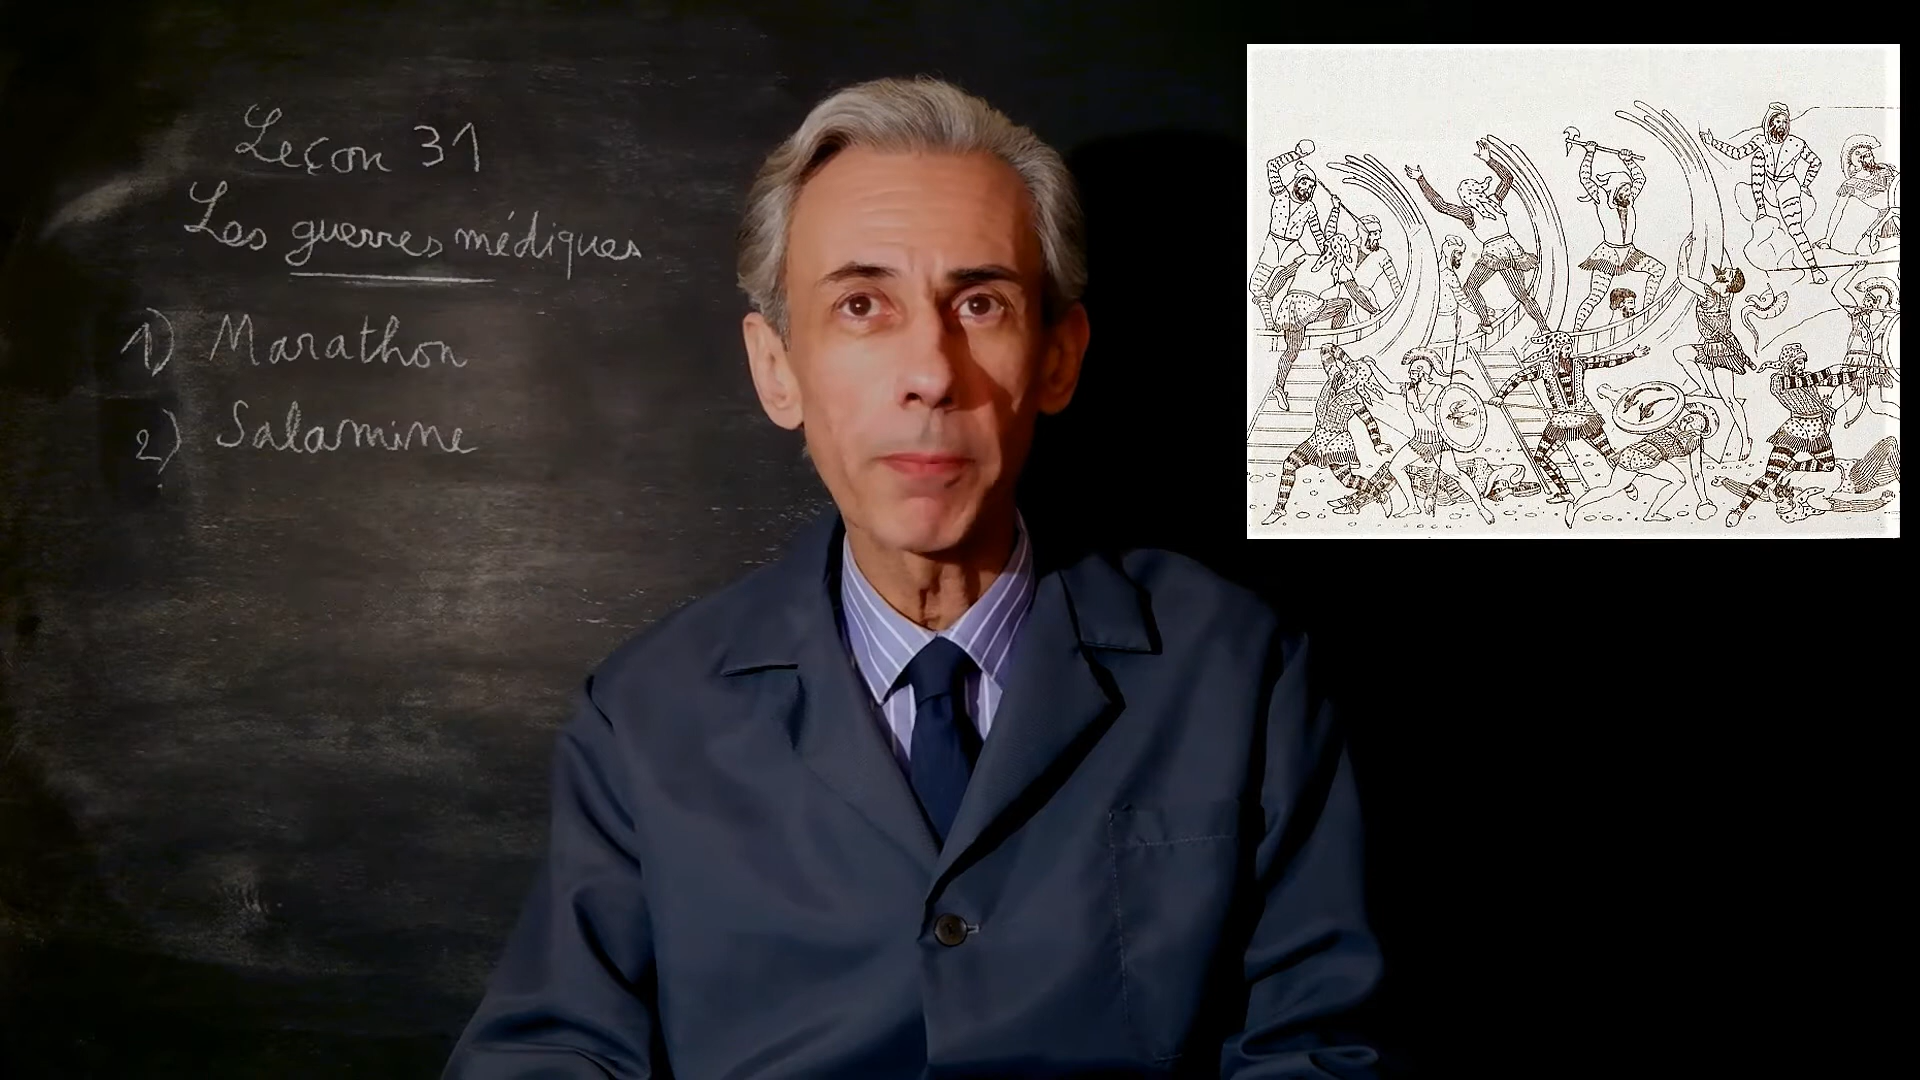 Leçon 31
Les guerres médiques
1) Marathon
2) Salamine